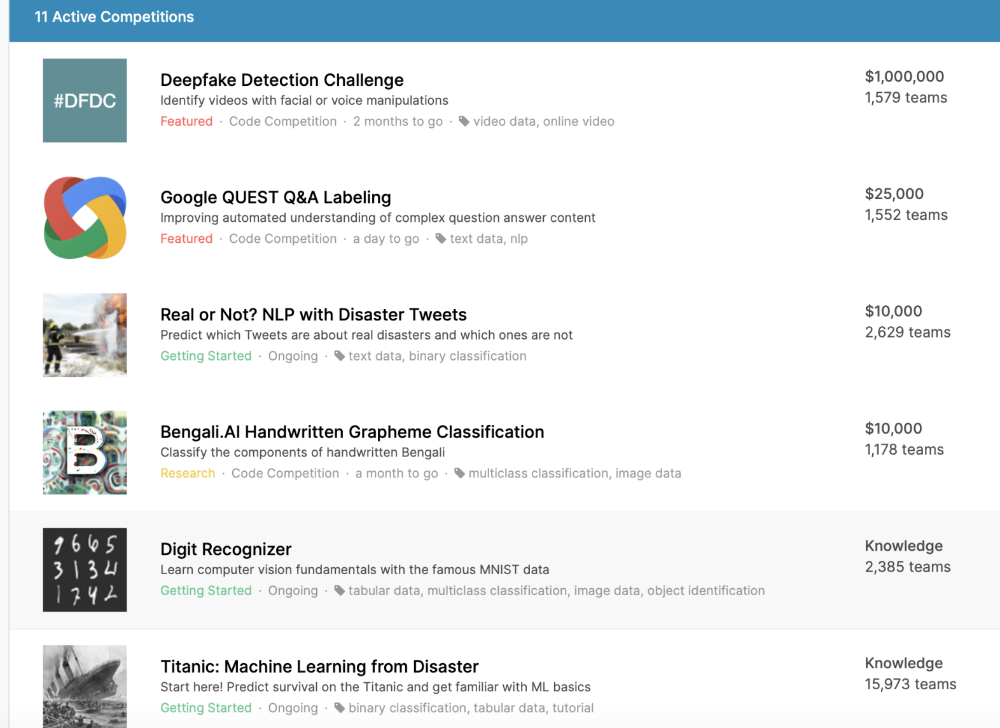 11 Active Competitions
#DFDC
Deepfake Detection Challenge
Identify videos with facial or voice manipulations
Featured · Code Competition · 2 months to go · video data, online video
$1,000,000
1,579 teams
Google QUEST Q&A Labeling
Improving automated understanding of complex question answer content
Featured · Code Competition · a day to go · text data, nlp
$25,000
1,552 teams
Real or Not? NLP with Disaster Tweets
Predict which Tweets are about real disasters and which ones are not
Getting Started · Ongoing · text data, binary classification
$10,000
2,629 teams
B
Bengali.AI Handwritten Grapheme Classification
Classify the components of handwritten Bengali
Research · Code Competition · a month to go · multiclass classification, image data
$10,000
1,178 teams
9 6 6 5
3 1 3 4
1 7 4 2
Digit Recognizer
Learn computer vision fundamentals with the famous MNIST data
Getting Started · Ongoing · tabular data, multiclass classification, image data, object identification
Knowledge
2,385 teams
Titanic: Machine Learning from Disaster
Start here! Predict survival on the Titanic and get familiar with ML basics
Getting Started · Ongoing · binary classification, tabular data, tutorial
Knowledge
15,973 teams